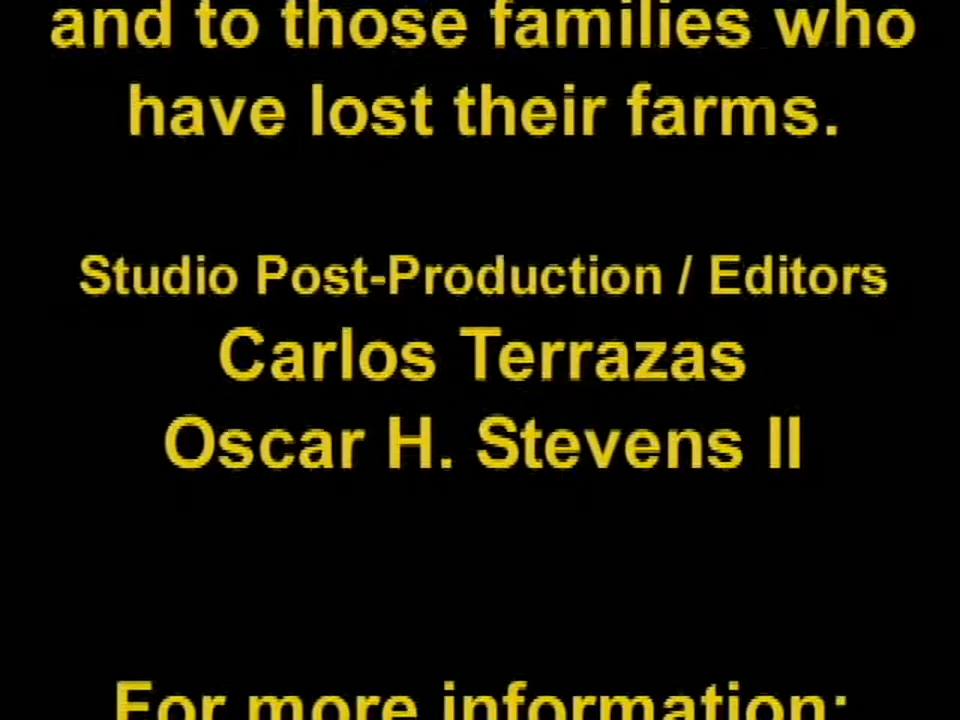 and to those families who
have lost their farms.
Studio Post-Production / Editors
Carlos Terrazas
Oscar H. Stevens II
For more information: